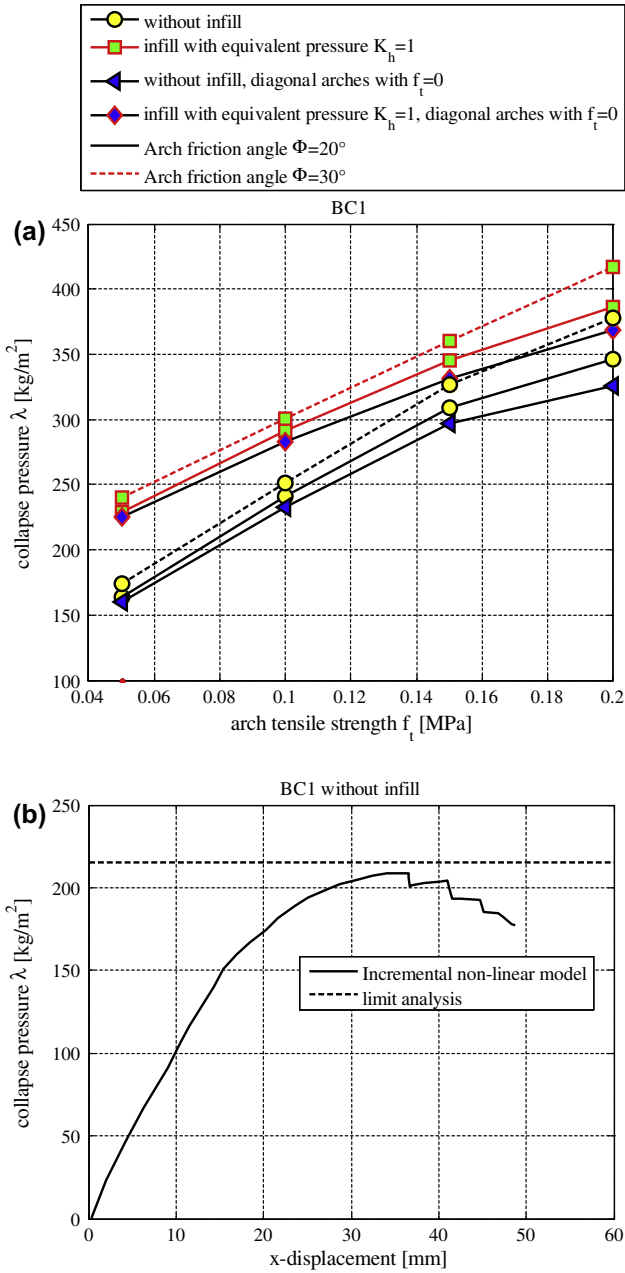 without infill
infill with equivalent pressure K_h=1
without infill, diagonal arches with f_t=0
infill with equivalent pressure K_h=1, diagonal arches with f_t=0
Arch friction angle Φ=20°
Arch friction angle Φ=30°
(a)
BC1
450
400
350
300
250
200
150
100
collapse pressure λ [kg/m²]
0.04 0.06 0.08 0.1 0.12 0.14 0.16 0.18 0.2
arch tensile strength f_t [MPa]
(b)
BC1 without infill
250
200
150
100
50
0
collapse pressure λ [kg/m²]
Incremental non-linear model
limit analysis
0 10 20 30 40 50 60
x-displacement [mm]